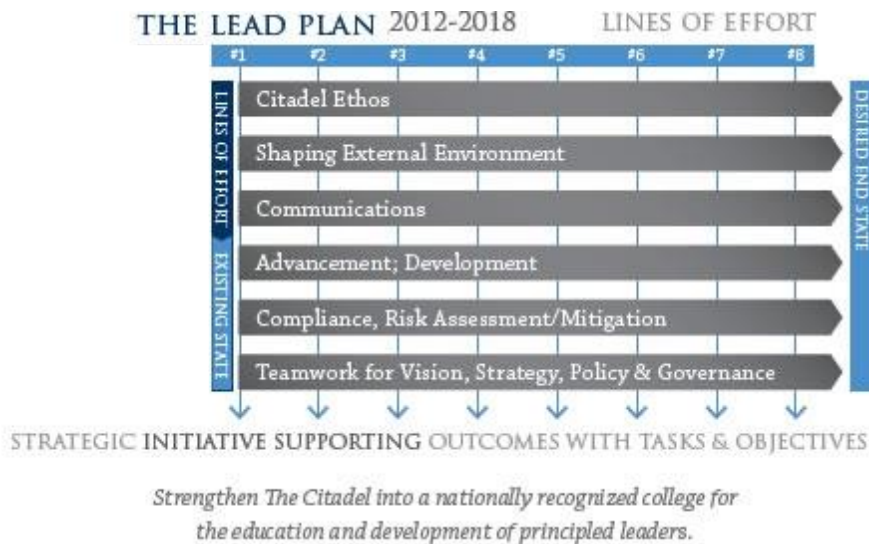 THE LEAD PLAN 2012-2018 LINES OF EFFORT
#1 #2 #3 #4 #5 #6 #7 #8
LINES OF EFFORT
EXISTING STATE
Citadel Ethos
Shaping External Environment
Communications
Advancement; Development
Compliance, Risk Assessment/Mitigation
Teamwork for Vision, Strategy, Policy & Governance
DESIRED END STATE
STRATEGIC INITIATIVE SUPPORTING OUTCOMES WITH TASKS & OBJECTIVES
Strengthen The Citadel into a nationally recognized college for
the education and development of principled leaders.